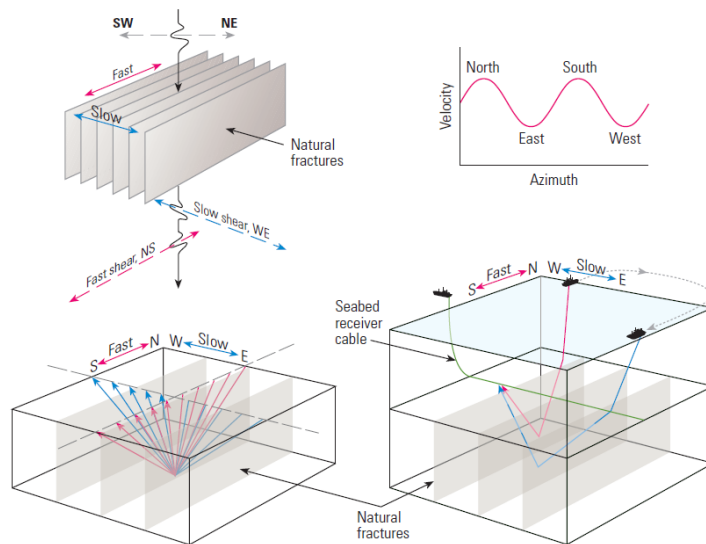 SW NE
Fast
Slow
Natural
fractures
Slow shear, WE
Fast shear, NS
North South
Velocity
East West
Azimuth
S Fast N W Slow E
Seabed
receiver
cable
S Fast N W Slow E
Natural
fractures